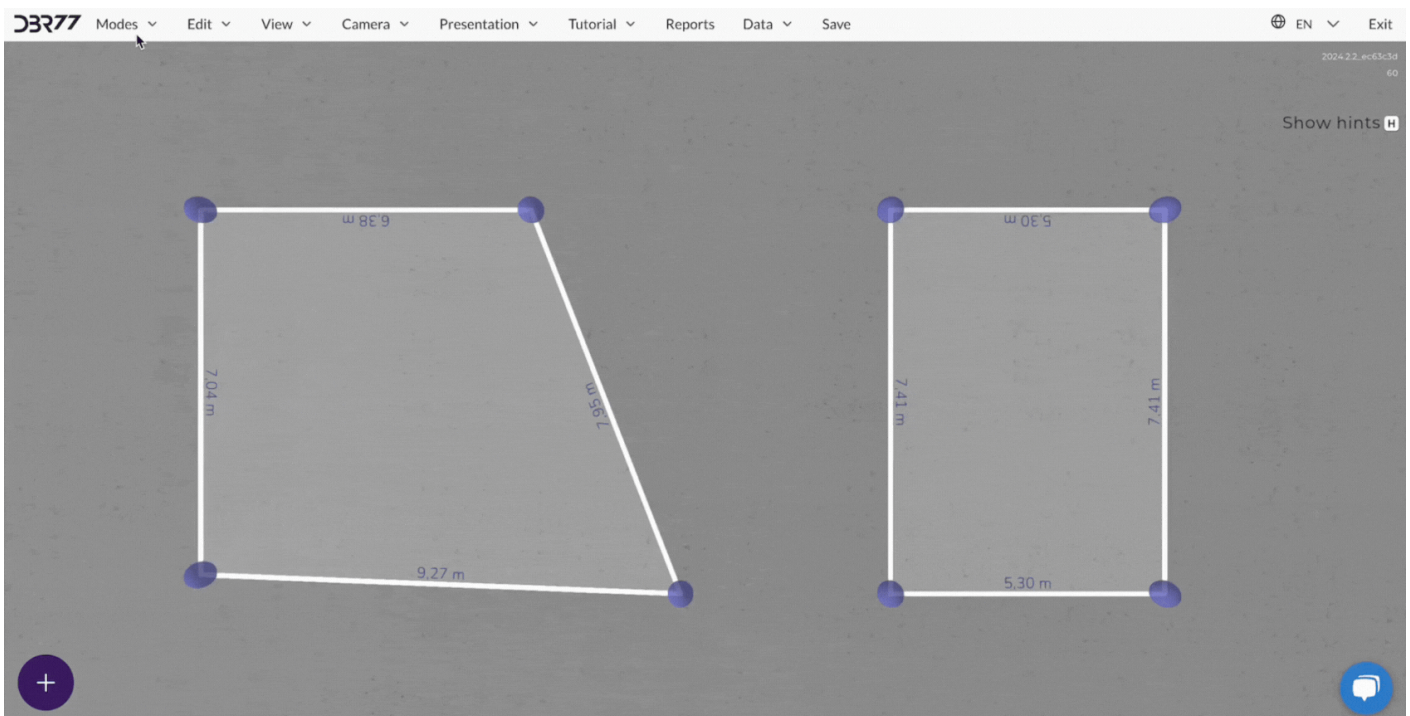 DBR77 Modes Edit View Camera Presentation Tutorial Reports Data Save EN Exit
2024.2.2_ec63c3d
60
Show hints H
6,38 m
5,30 m
7,04 m
7,95 m
7,41 m
7,41 m
9,27 m
5,30 m